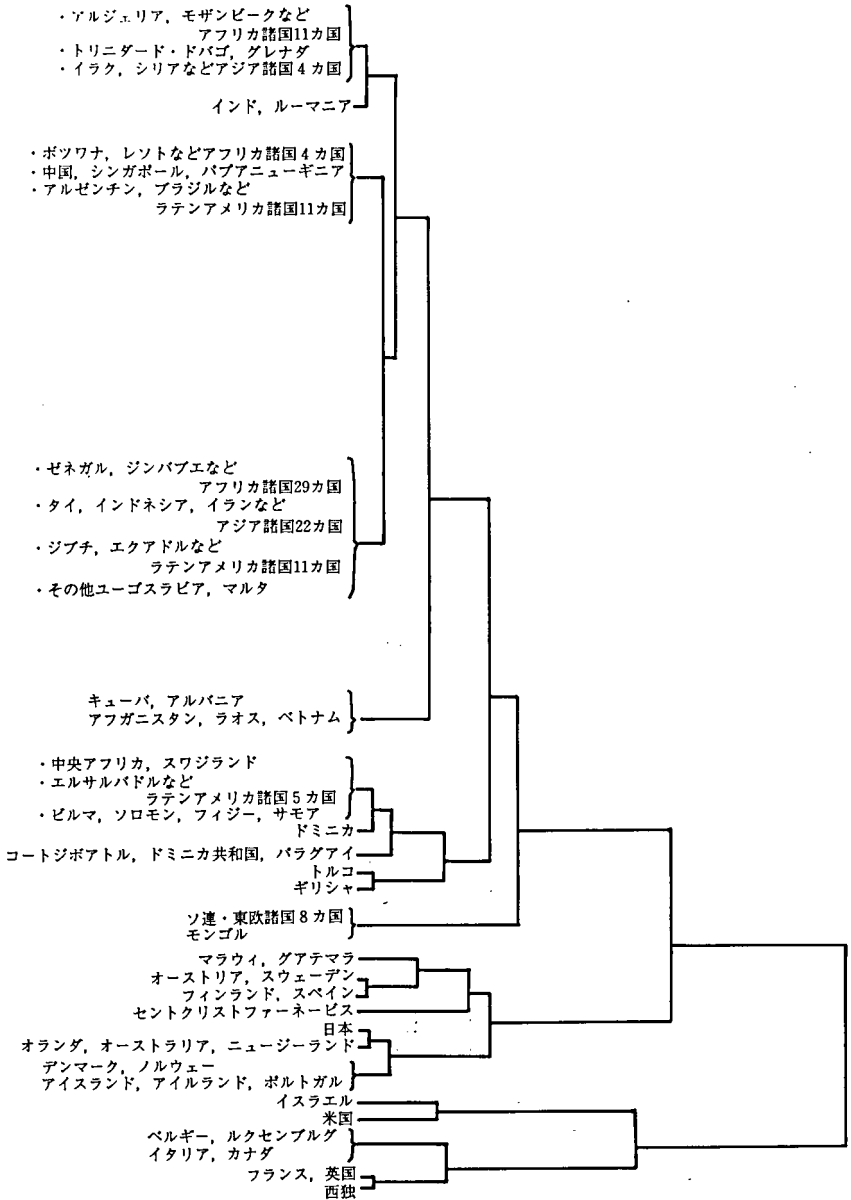 ・アルジェリア，モザンビークなど
アフリカ諸国11カ国
・トリニダード・ドバゴ，グレナダ
・イラク，シリアなどアジア諸国４カ国
インド，ルーマニア
・ボツワナ，レソトなどアフリカ諸国４カ国
・中国，シンガポール，パプアニューギニア
・アルゼンチン，ブラジルなど
ラテンアメリカ諸国11カ国
・ゼネガル，ジンバブエなど
アフリカ諸国29カ国
・タイ，インドネシア，イランなど
アジア諸国22カ国
・ジブチ，エクアドルなど
ラテンアメリカ諸国11カ国
・その他ユーゴスラビア，マルタ
キューバ，アルバニア
アフガニスタン，ラオス，ベトナム
・中央アフリカ，スワジランド
・エルサルバドルなど
ラテンアメリカ諸国５カ国
・ビルマ，ソロモン，フィジー，サモア
ドミニカ
コートジボアトル，ドミニカ共和国，パラグアイ
トルコ
ギリシャ
ソ連・東欧諸国８カ国
モンゴル
マラウィ，グアテマラ
オーストリア，スウェーデン
フィンランド，スペイン
セントクリストファーネービス
日本
オランダ，オーストラリア，ニュージーランド
デンマーク，ノルウェー
アイスランド，アイルランド，ポルトガル
イスラエル
米国
ベルギー，ルクセンブルグ
イタリア，カナダ
フランス，英国
西独